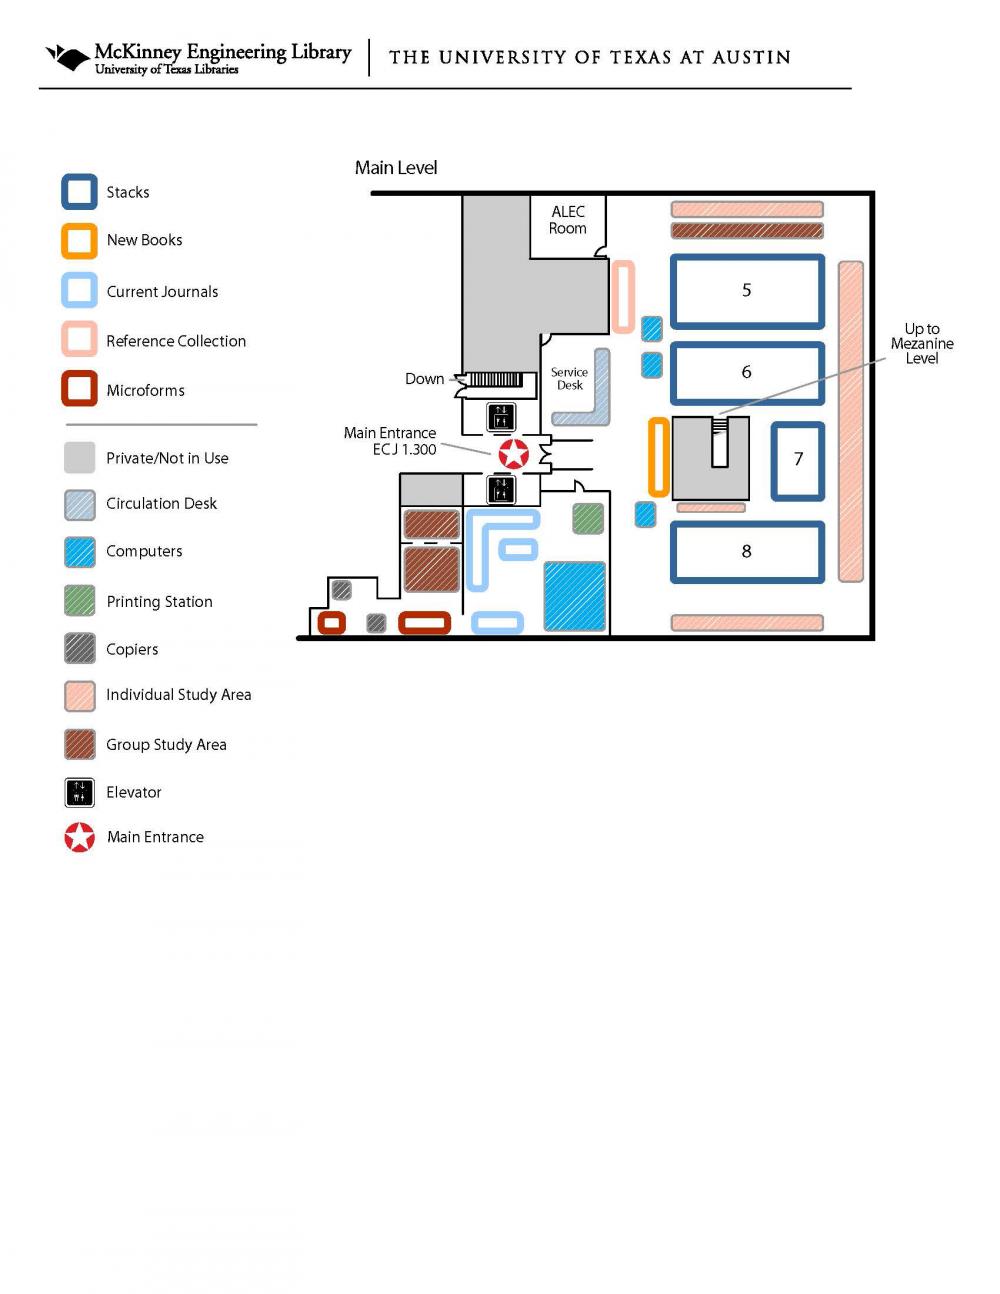 McKinney Engineering Library
University of Texas Libraries
THE UNIVERSITY OF TEXAS AT AUSTIN
Main Level
Stacks
New Books
Current Journals
Reference Collection
Microforms
Private/Not in Use
Circulation Desk
Computers
Printing Station
Copiers
Individual Study Area
Group Study Area
Elevator
Main Entrance
ALEC
Room
5
6
7
8
Service
Desk
Down
Main Entrance
ECJ 1.300
Up to
Mezanine
Level